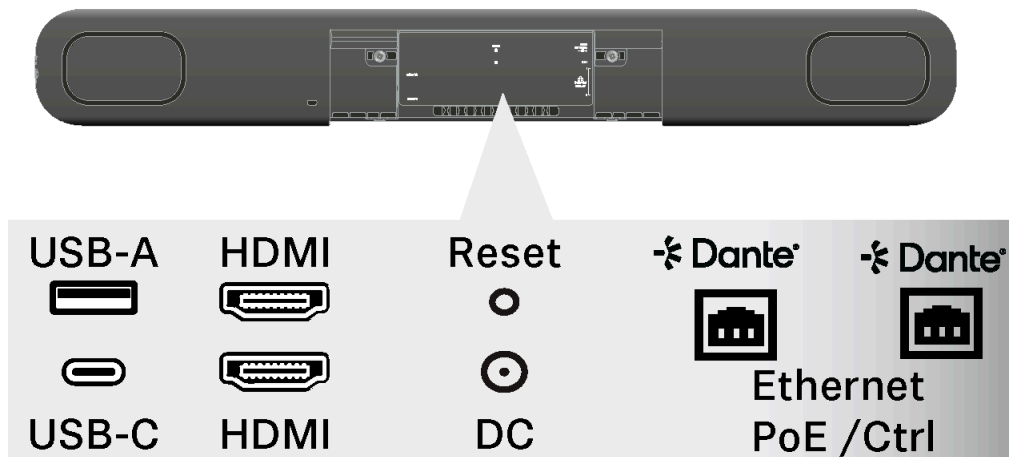 USB-A HDMI Reset Dante® Dante®
USB-C HDMI DC Ethernet
PoE /Ctrl